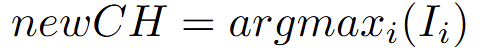 newCH = argmax_i(I_i)